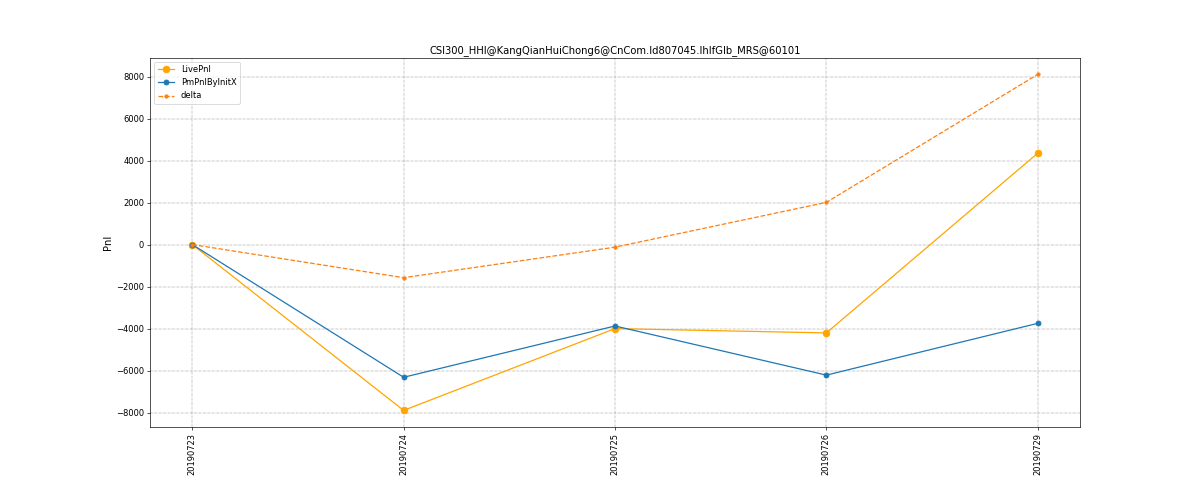 CSI300_HHI@KangQianHuiChong6@CnCom.Id807045.IhIfGlb_MRS@60101
LivePnl
PmPnlByInitX
delta
8000
6000
4000
2000
0
−2000
−4000
−6000
−8000
Pnl
20190723
20190724
20190725
20190726
20190729